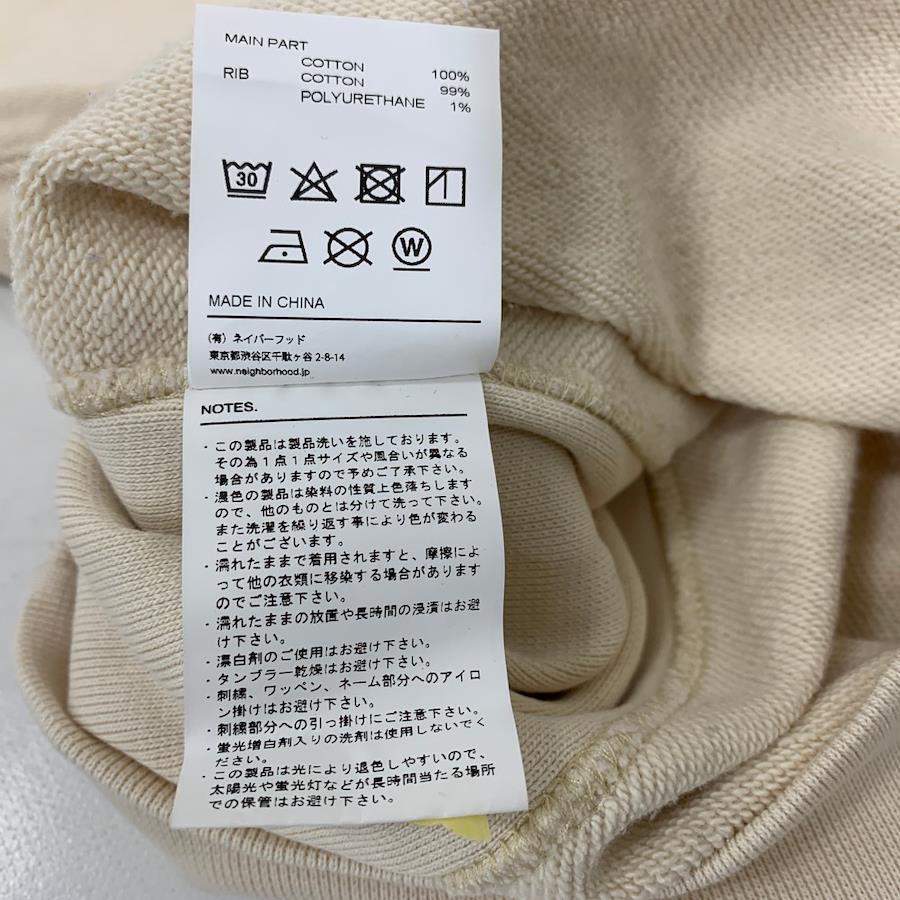 MAIN PART
COTTON 100%
RIB COTTON 99%
POLYURETHANE 1%
30
W
MADE IN CHINA
(有) ネイバーフッド
東京都渋谷区千駄ヶ谷 2-8-14
www.neighborhood.jp
NOTES.
・この製品は製品洗いを施しております。
その為1点1点サイズや風合いが異なる
場合がありますので予めご了承下さい。
・濃色の製品は染料の性質上色落ちします
ので、他のものとは分けて洗って下さい。
また洗濯を繰り返す事により色が変わる
ことがございます。
・濡れたままで着用されますと、摩擦によ
って他の衣類に移染する場合があります
のでご注意下さい。
・濡れたままの放置や長時間の浸漬はお避
け下さい。
・漂白剤のご使用はお避け下さい。
・タンブラー乾燥はお避け下さい。
・刺繍、ワッペン、ネーム部分へのアイロ
ン掛けはお避け下さい。
・刺繍部分への引っ掛けにご注意下さい。
・蛍光増白剤入りの洗剤は使用しないでく
ださい。
・この製品は光により退色しやすいので、
太陽光や蛍光灯などが長時間当たる場所
での保管はお避け下さい。